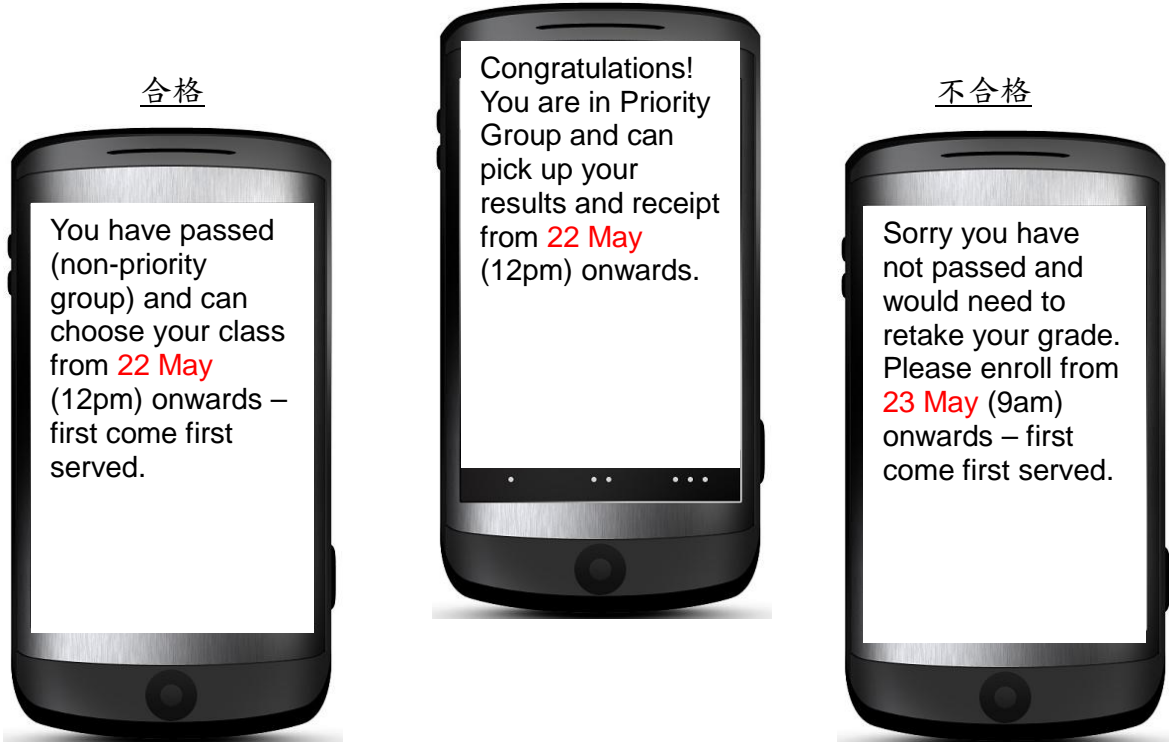 合格
You have passed
(non-priority
group) and can
choose your class
from 22 May
(12pm) onwards –
first come first
served.
Congratulations!
You are in Priority
Group and can
pick up your
results and receipt
from 22 May
(12pm) onwards.
不合格
Sorry you have
not passed and
would need to
retake your grade.
Please enroll from
23 May (9am)
onwards – first
come first served.